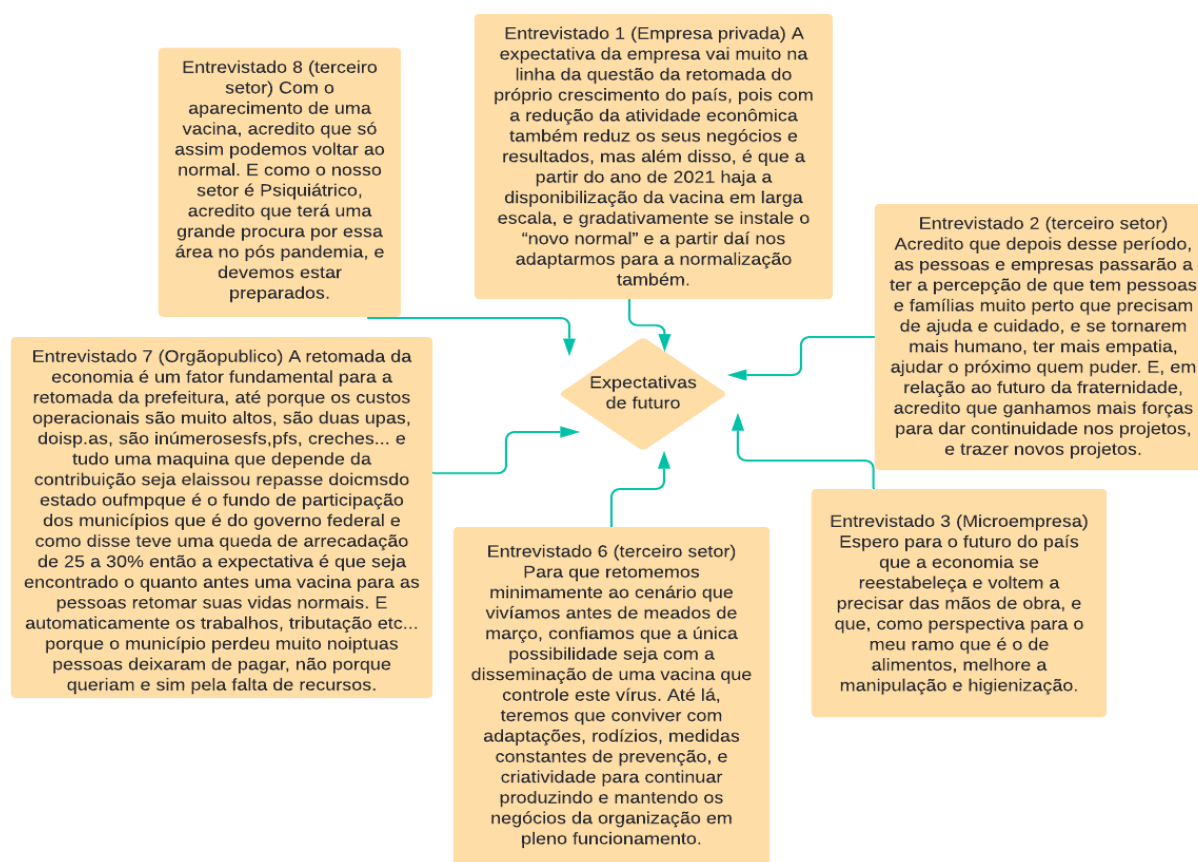 Entrevistado 8 (terceiro
setor) Com o
aparecimento de uma
vacina, acredito que só
assim podemos voltar ao
normal. E como o nosso
setor é Psiquiátrico,
acredito que terá uma
grande procura por essa
área no pós pandemia, e
devemos estar
preparados.
Entrevistado 1 (Empresa privada) A
expectativa da empresa vai muito na
linha da questão da retomada do
próprio crescimento do país, pois com
a redução da atividade econômica
também reduz os seus negócios e
resultados, mas além disso, é que a
partir do ano de 2021 haja a
disponibilização da vacina em larga
escala, e gradativamente se instale o
“novo normal” e a partir daí nos
adaptarmos para a normalização
também.
Entrevistado 2 (terceiro setor)
Acredito que depois desse período,
as pessoas e empresas passarão a
ter a percepção de que tem pessoas
e famílias muito perto que precisam
de ajuda e cuidado, e se tornarem
mais humano, ter mais empatia,
ajudar o próximo quem puder. E, em
relação ao futuro da fraternidade,
acredito que ganhamos mais forças
para dar continuidade nos projetos,
e trazer novos projetos.
Expectativas
de futuro
Entrevistado 7 (Orgãopublico) A retomada da
economia é um fator fundamental para a
retomada da prefeitura, até porque os custos
operacionais são muito altos, são duas upas,
doisp.as, são inúmerosesfs,pfs, creches... e
tudo uma maquina que depende da
contribuição seja elaissou repasse doicmsdo
estado oufmpque é o fundo de participação
dos municípios que é do governo federal e
como disse teve uma queda de arrecadação
de 25 a 30% então a expectativa é que seja
encontrado o quanto antes uma vacina para as
pessoas retomar suas vidas normais. E
automaticamente os trabalhos, tributação etc...
porque o município perdeu muito noiptuas
pessoas deixaram de pagar, não porque
queriam e sim pela falta de recursos.
Entrevistado 6 (terceiro setor)
Para que retomemos
minimamente ao cenário que
vivíamos antes de meados de
março, confiamos que a única
possibilidade seja com a
disseminação de uma vacina que
controle este vírus. Até lá,
teremos que conviver com
adaptações, rodízios, medidas
constantes de prevenção, e
criatividade para continuar
produzindo e mantendo os
negócios da organização em
pleno funcionamento.
Entrevistado 3 (Microempresa)
Espero para o futuro do país
que a economia se
reestabeleça e voltem a
precisar das mãos de obra, e
que, como perspectiva para o
meu ramo que é o de
alimentos, melhore a
manipulação e higienização.